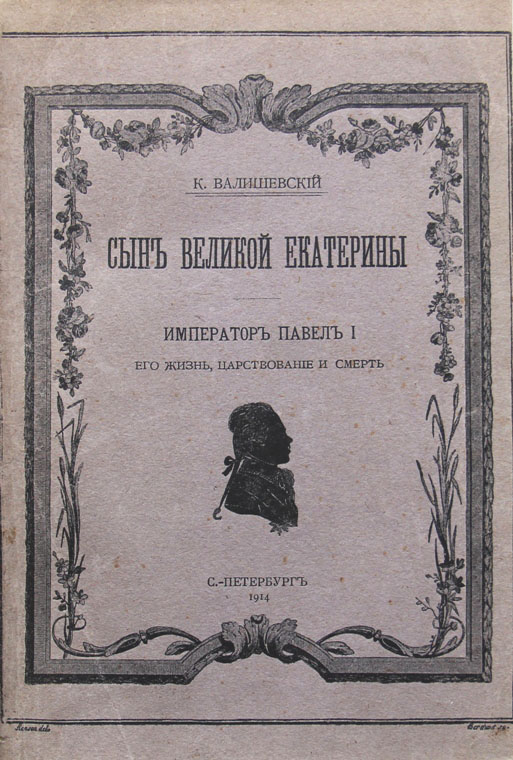 К. ВАЛИШЕВСКІЙ
СЫНЪ ВЕЛИКОЙ ЕКАТЕРИНЫ
ИМПЕРАТОРЪ ПАВЕЛЪ I
ЕГО ЖИЗНЬ, ЦАРСТВОВАНІЕ И СМЕРТЬ
С.-ПЕТЕРБУРГЪ
1914